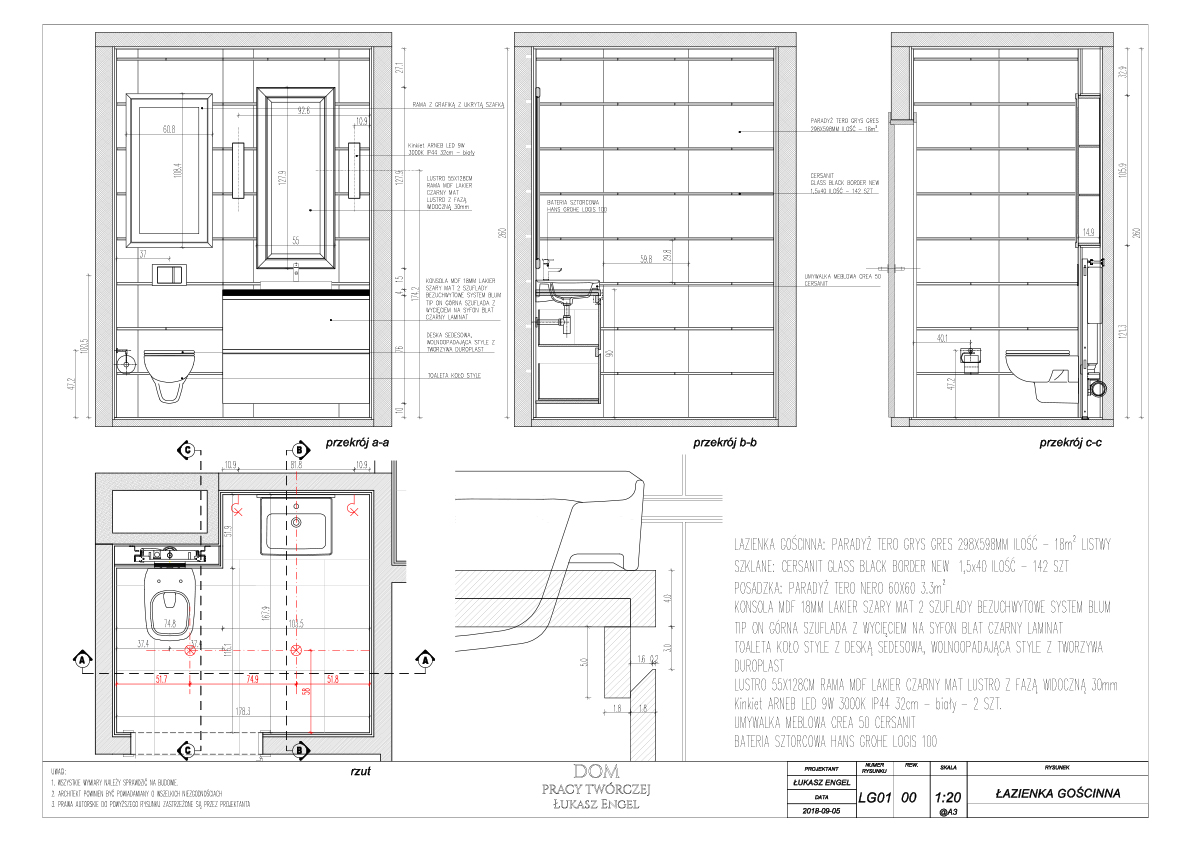 27.1
92.6
60.8
10.9
108.4
127.9
127.9
55
37
15
4
174.2
100.5
47.2
76
10
RAMA Z GRAFIKĄ Z UKRYTĄ SZAFKĄ
Kinkiet ARNEB LED 9W
3000K IP44 32cm – biały
LUSTRO 55X128CM
RAMA MDF LAKIER
CZARNY MAT
LUSTRO Z FAZĄ
WIDOCZNĄ 30mm
KONSOLA MDF 18MM LAKIER
SZARY MAT 2 SZUFLADY
BEZUCHWYTOWE SYSTEM BLUM
TIP ON GÓRNA SZUFLADA Z
WYCIĘCIEM NA SYFON BLAT
CZARNY LAMINAT
DESKA SEDESOWA,
WOLNOOPADAJĄCA STYLE Z
TWORZYWA DUROPLAST
TOALETA KOŁO STYLE
przekrój a-a
260
BATERIA SZTORCOWA
HANS GROHE LOGIS 100
59.8
29.8
90
PARADYŻ TERO GRYS GRES
298X598MM ILOŚĆ – 18m²
CERSANIT
GLASS BLACK BORDER NEW
1,5x40 ILOŚĆ – 142 SZT
UMYWALKA MEBLOWA CREA 50
CERSANIT
przekrój b-b
32.9
105.9
260
14.9
121.3
40.1
47.2
przekrój c-c
C
B
10.9
81.8
10.9
51.9
167.9
74.8
103.5
37.4
116.1
A
A
51.7
74.9
51.8
58
178.3
C
B
rzut
4.0
5.0
3.0
1.6
0.2
1.8
1.8
ŁAZIENKA GOŚCINNA: PARADYŻ TERO GRYS GRES 298X598MM ILOŚĆ – 18m² LISTWY
SZKLANE: CERSANIT GLASS BLACK BORDER NEW 1,5x40 ILOŚĆ – 142 SZT
POSADZKA: PARADYŻ TERO NERO 60X60 3.3m²
KONSOLA MDF 18MM LAKIER SZARY MAT 2 SZUFLADY BEZUCHWYTOWE SYSTEM BLUM
TIP ON GÓRNA SZUFLADA Z WYCIĘCIEM NA SYFON BLAT CZARNY LAMINAT
TOALETA KOŁO STYLE Z DESKĄ SEDESOWA, WOLNOOPADAJĄCA STYLE Z TWORZYWA
DUROPLAST
LUSTRO 55X128CM RAMA MDF LAKIER CZARNY MAT LUSTRO Z FAZĄ WIDOCZNĄ 30mm
Kinkiet ARNEB LED 9W 3000K IP44 32cm – biały – 2 SZT.
UMYWALKA MEBLOWA CREA 50 CERSANIT
BATERIA SZTORCOWA HANS GROHE LOGIS 100
UWAGI:
1. WSZYSTKIE WYMIARY NALEŻY SPRAWDZIĆ NA BUDOWIE.
2. ARCHITEKT POWINIEN BYĆ POWIADAMIANY O WSZELKICH NIEZGODNOŚCIACH
3. PRAWA AUTORSKIE DO POWYŻSZEGO RYSUNKU ZASTRZEŻONE SĄ PRZEZ PROJEKTANTA
DOM
PRACY TWÓRCZEJ
ŁUKASZ ENGEL
PROJEKTANT
ŁUKASZ ENGEL
DATA
2018-09-05
NUMER
RYSUNKU
LG01
REW.
00
SKALA
1:20
@A3
RYSUNEK
ŁAZIENKA GOŚCINNA